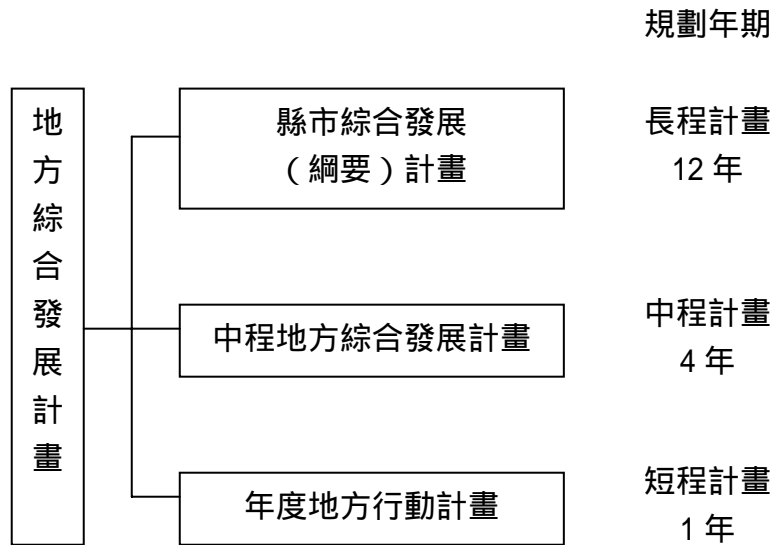 規劃年期
地方綜合發展計畫
縣市綜合發展
（綱要）計畫
長程計畫
12 年
中程地方綜合發展計畫
中程計畫
4 年
年度地方行動計畫
短程計畫
1 年